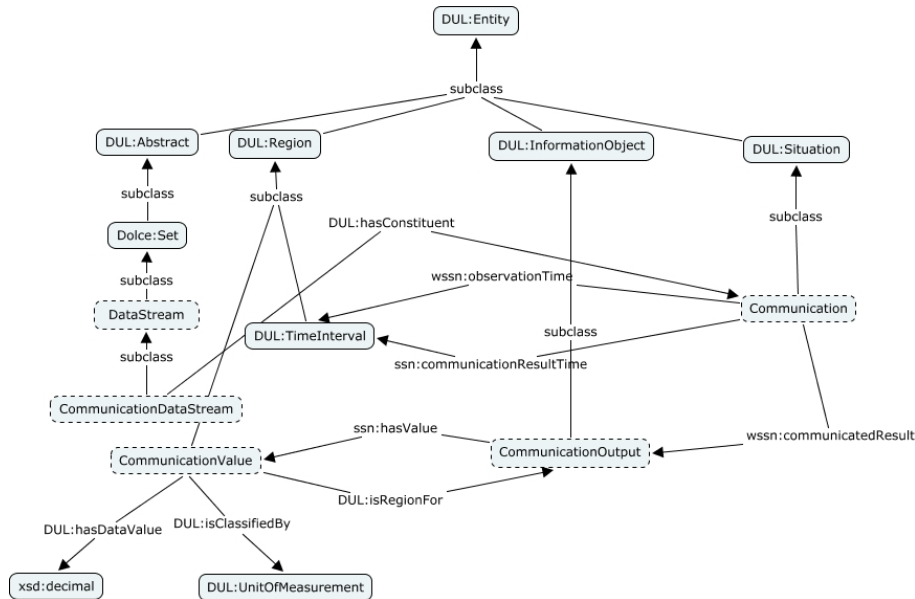 DUL:Entity
subclass
DUL:Abstract
DUL:Region
DUL:InformationObject
DUL:Situation
subclass
subclass
subclass
DUL:hasConstituent
Dolce:Set
wssn:observationTime
subclass
DataStream
Communication
DUL:TimeInterval
subclass
subclass
ssn:communicationResultTime
CommunicationDataStream
ssn:hasValue
wssn:communicatedResult
CommunicationOutput
CommunicationValue
DUL:isRegionFor
DUL:hasDataValue
DUL:isClassifiedBy
xsd:decimal
DUL:UnitOfMeasurement